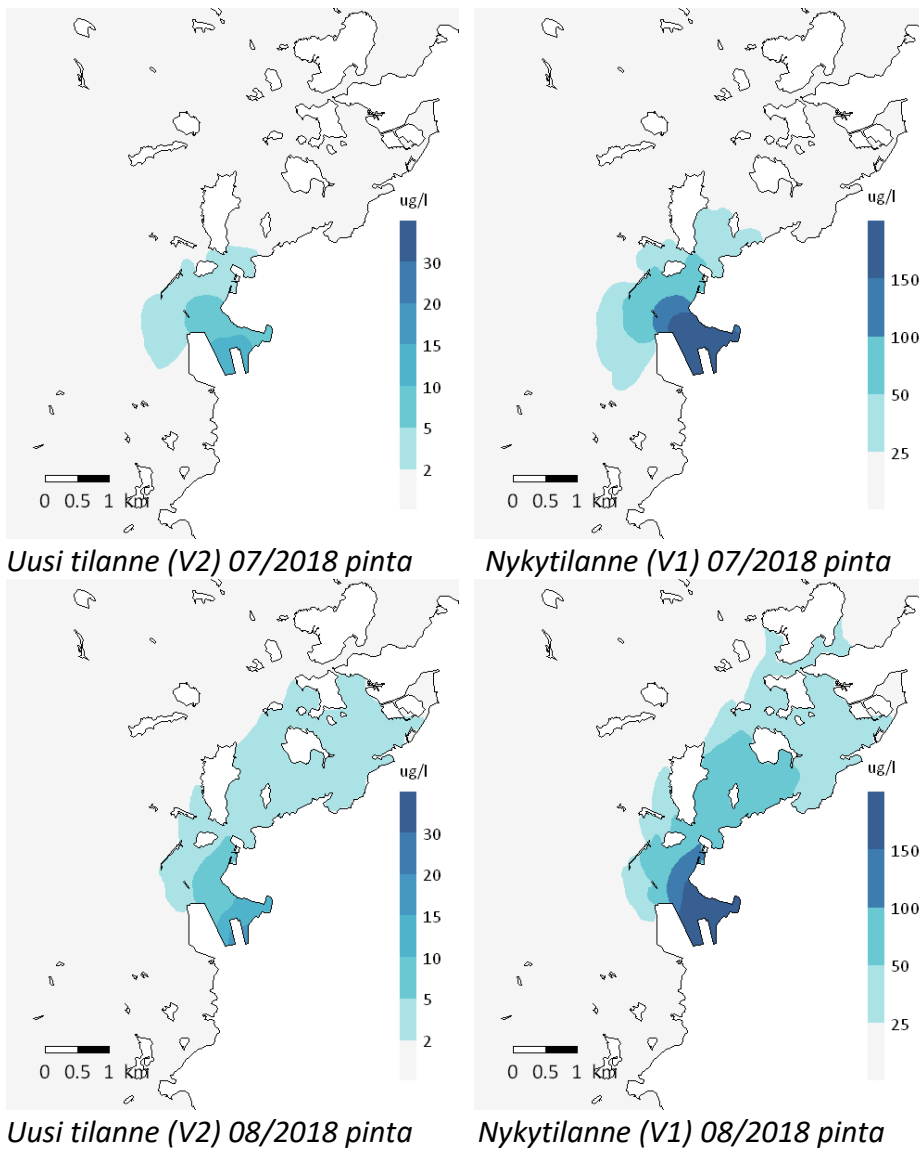 ug/l
30
20
15
10
5
2
0 0.5 1 km
ug/l
150
100
50
25
0 0.5 1 km
Uusi tilanne (V2) 07/2018 pinta
Nykytilanne (V1) 07/2018 pinta
ug/l
30
20
15
10
5
2
0 0.5 1 km
ug/l
150
100
50
25
0 0.5 1 km
Uusi tilanne (V2) 08/2018 pinta
Nykytilanne (V1) 08/2018 pinta